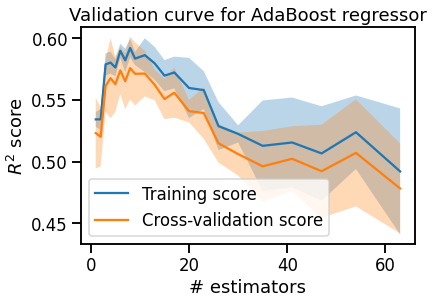 Validation curve for AdaBoost regressor
0.60
0.55
0.50
0.45
R² score
Training score
Cross-validation score
0 20 40 60
# estimators